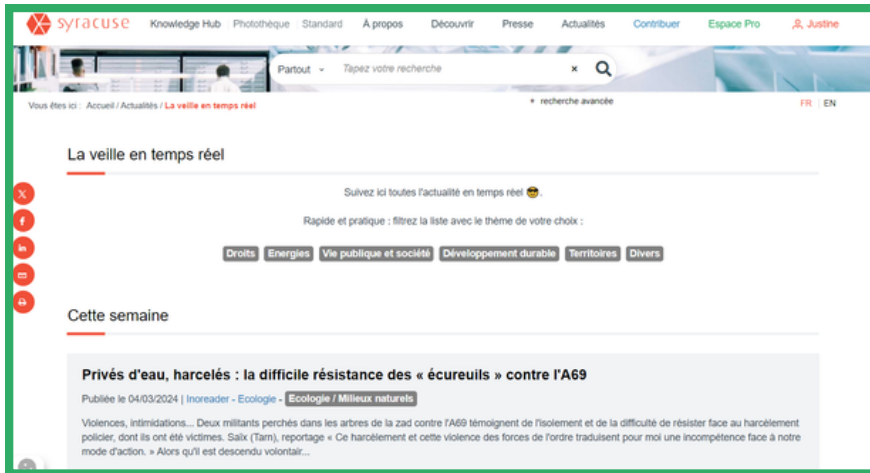 syracuse Knowledge Hub Photothèque Standard À propos Découvrir Presse Actualités Contribuer Espace Pro Justine
Partout Tapez votre recherche ×
+ recherche avancée
Vous êtes ici : Accueil / Actualités / La veille en temps réel FR EN
La veille en temps réel
Suivez ici toutes l'actualité en temps réel 😎.
Rapide et pratique : filtrez la liste avec le thème de votre choix :
Droits Energies Vie publique et société Développement durable Territoires Divers
Cette semaine
Privés d'eau, harcelés : la difficile résistance des « écureuils » contre l'A69
Publiée le 04/03/2024 | Inoreader - Ecologie - Ecologie / Milieux naturels
Violences, intimidations... Deux militants perchés dans les arbres de la zad contre l'A69 témoignent de l'isolement et de la difficulté de résister face au harcèlement
policier, dont ils ont été victimes. Saïx (Tarn), reportage « Ce harcèlement et cette violence des forces de l'ordre traduisent pour moi une incompétence face à notre
mode d'action. » Alors qu'il est descendu volontair...